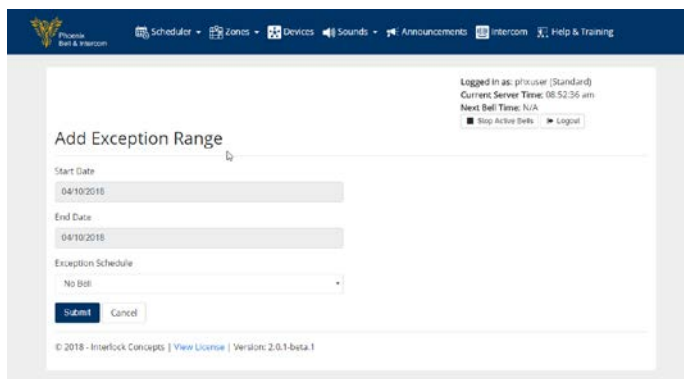 Phoenix
Bell & Intercom
Scheduler
Zones
Devices
Sounds
Announcements
Intercom
Help & Training
Logged in as: phxuser (Standard)
Current Server Time: 08:52:36 am
Next Bell Time: N/A
Stop Active Bells
Logout
Add Exception Range
Start Date
04/10/2018
End Date
04/10/2018
Exception Schedule
No Bell
Submit
Cancel
© 2018 - Interlock Concepts | View License | Version: 2.0.1-beta.1